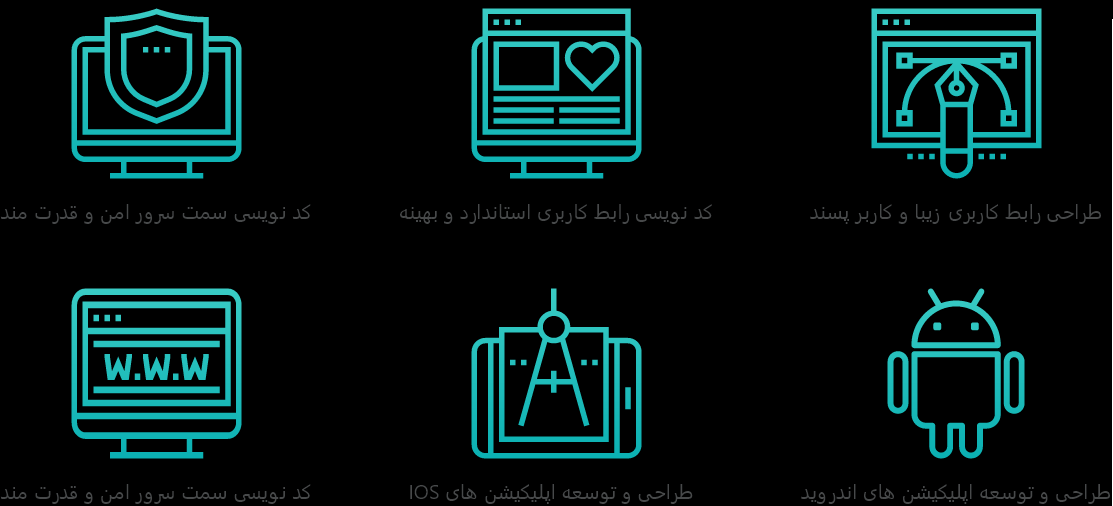 طراحی رابط کاربری زیبا و کاربر پسند
کد نویسی رابط کاربری استاندارد و بهینه
کد نویسی سمت سرور امن و قدرت مند
طراحی و توسعه اپلیکیشن های اندروید
طراحی و توسعه اپلیکیشن های IOS
W.W.W
کد نویسی سمت سرور امن و قدرت مند